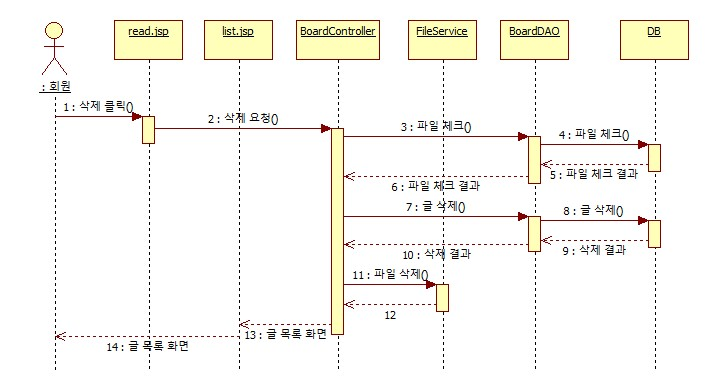 read.jsp
list.jsp
BoardController
FileService
BoardDAO
DB
: 회원
1 : 삭제 클릭()
2 : 삭제 요청()
3 : 파일 체크()
4 : 파일 체크()
5 : 파일 체크 결과
6 : 파일 체크 결과
7 : 글 삭제()
8 : 글 삭제()
9 : 삭제 결과
10 : 삭제 결과
11 : 파일 삭제()
12
13 : 글 목록 화면
14 : 글 목록 화면